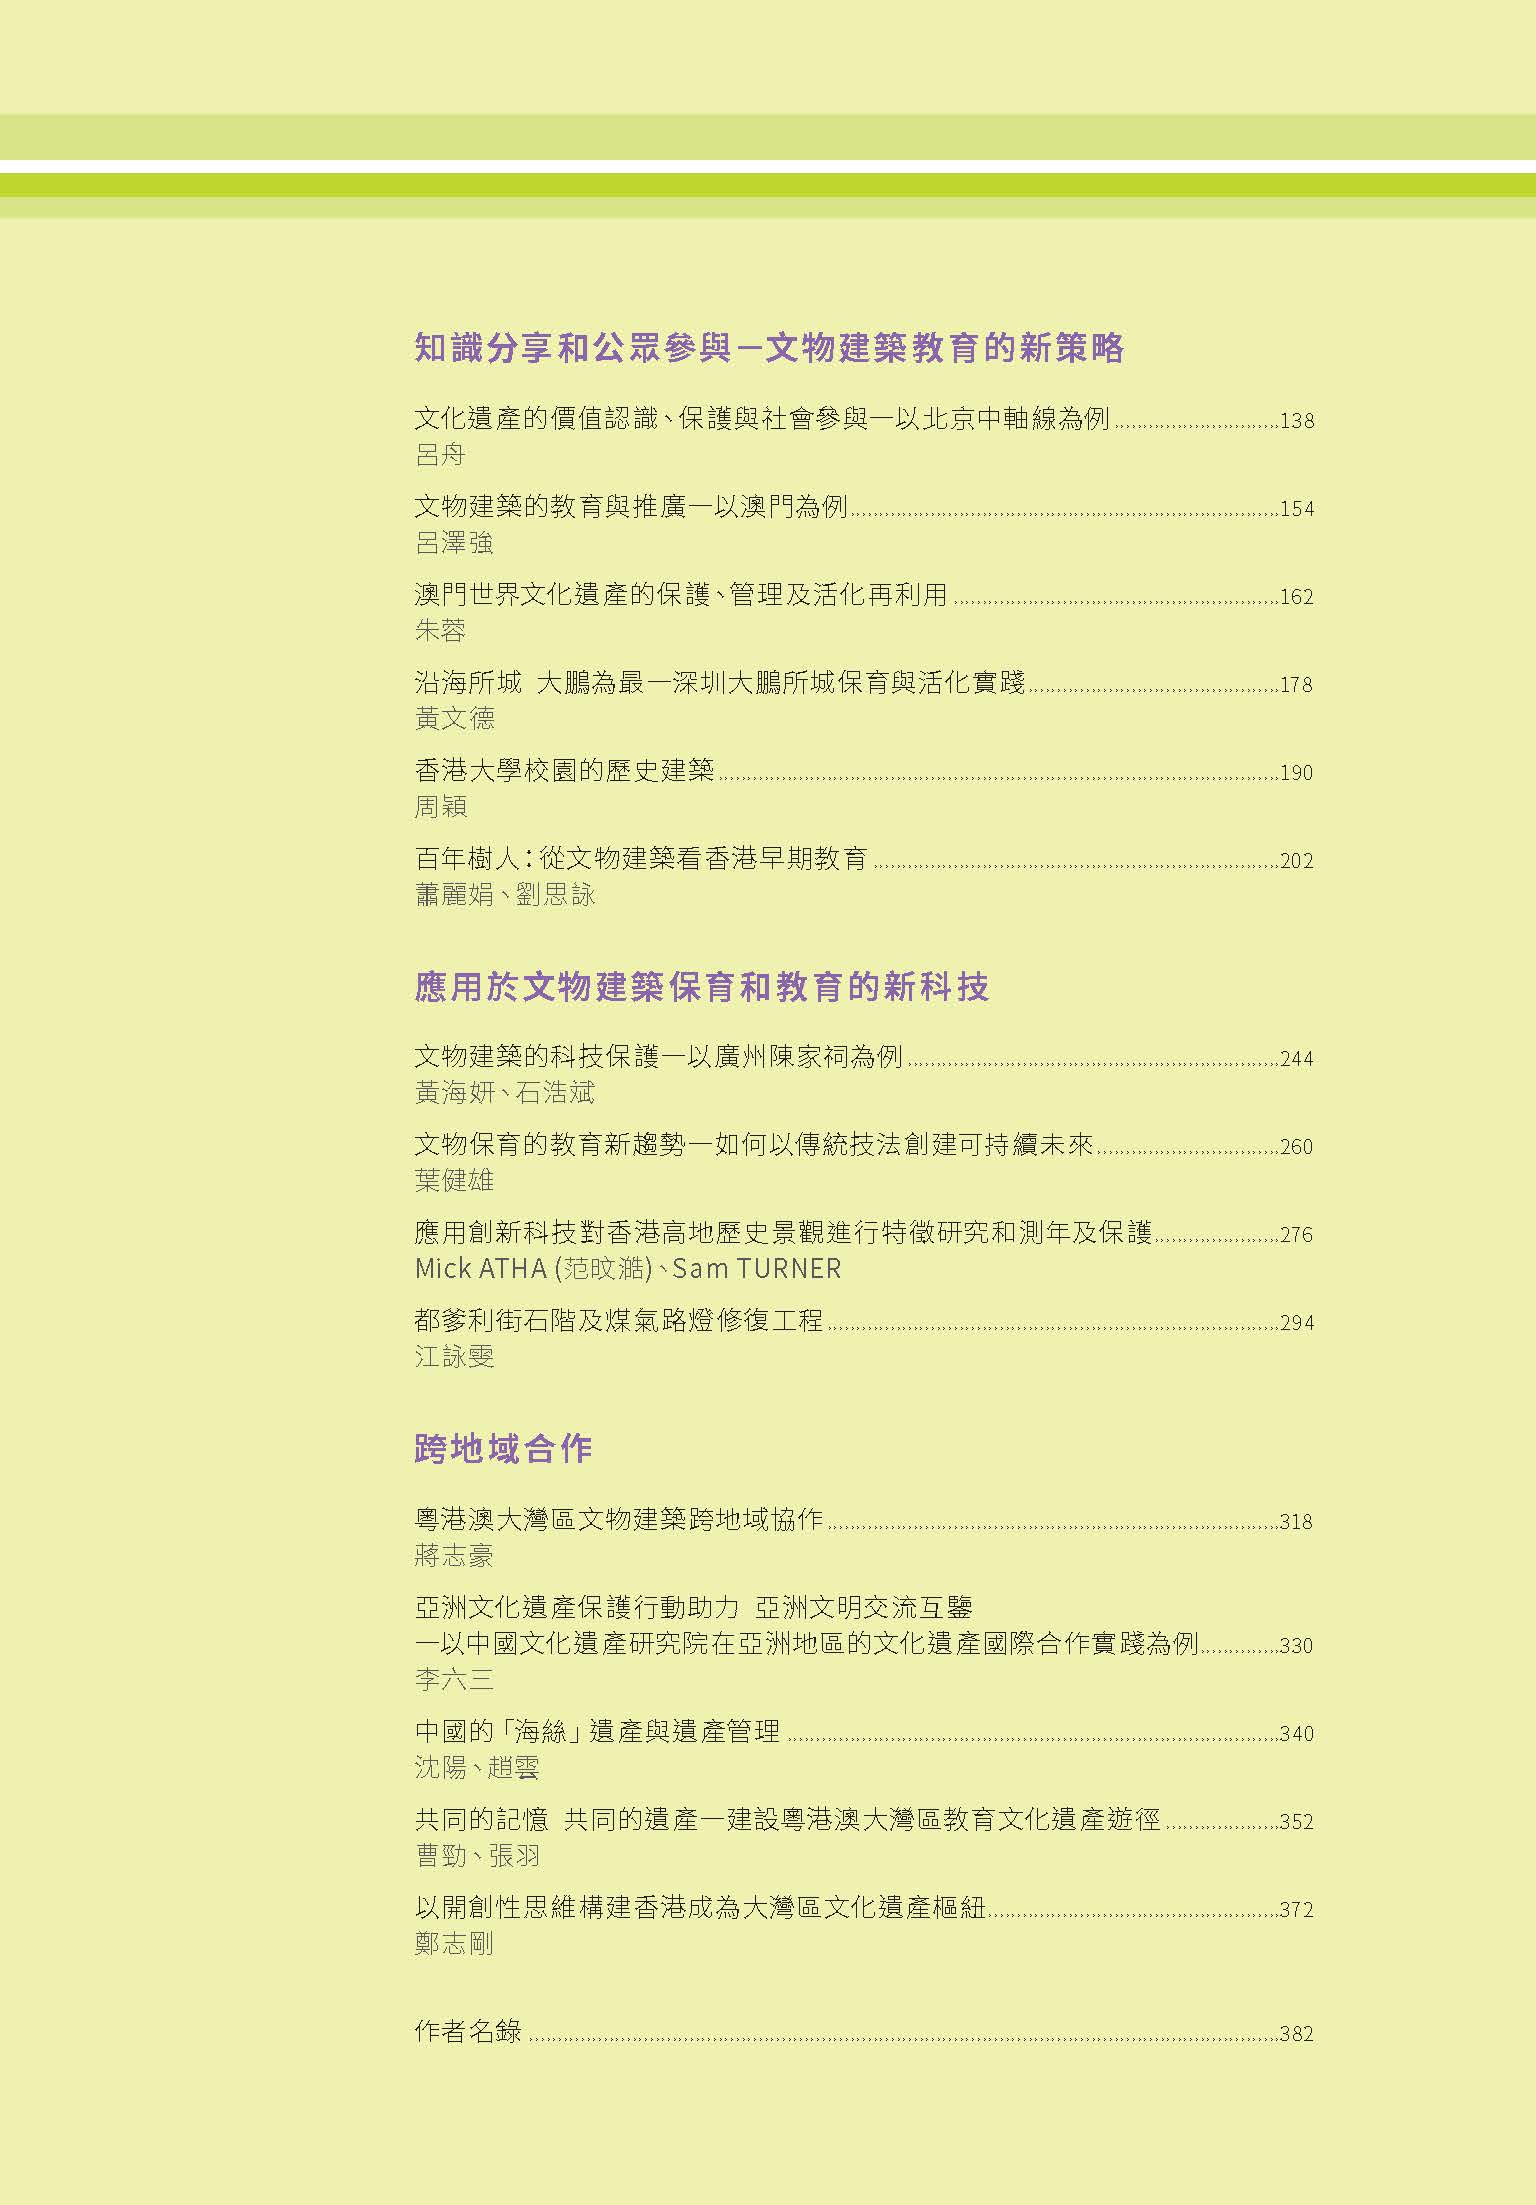 知識分享和公眾參與—文物建築教育的新策略
文化遺產的價值認識、保護與社會參與—以北京中軸線為例.............................138
呂舟
文物建築的教育與推廣—以澳門為例...........................................................................154
呂澤強
澳門世界文化遺產的保護、管理及活化再利用.........................................................162
朱蓉
沿海所城 大鵬為最—深圳大鵬所城保育與活化實踐............................................178
黃文德
香港大學校園的歷史建築..................................................................................................190
周穎
百年樹人：從文物建築看香港早期教育.......................................................................202
蕭麗娟、劉思詠
應用於文物建築保育和教育的新科技
文物建築的科技保護—以廣州陳家祠為例.................................................................244
黃海妍、石浩斌
文物保育的教育新趨勢—如何以傳統技法創建可持續未來................................260
葉健雄
應用創新科技對香港高地歷史景觀進行特徵研究和測年及保護......................276
Mick ATHA (范旼澔)、Sam TURNER
都爹利街石階及煤氣路燈修復工程...............................................................................294
江詠雯
跨地域合作
粵港澳大灣區文物建築跨地域協作...............................................................................318
蔣志豪
亞洲文化遺產保護行動助力 亞洲文明交流互鑒
—以中國文化遺產研究院在亞洲地區的文化遺產國際合作實踐為例..............330
李六三
中國的「海絲」遺產與遺產管理......................................................................................340
沈陽、趙雲
共同的記憶 共同的遺產—建設粵港澳大灣區教育文化遺產遊徑....................352
曹勁、張羽
以開創性思維構建香港成為大灣區文化遺產樞紐...................................................372
鄭志剛
作者名錄...................................................................................................................................382